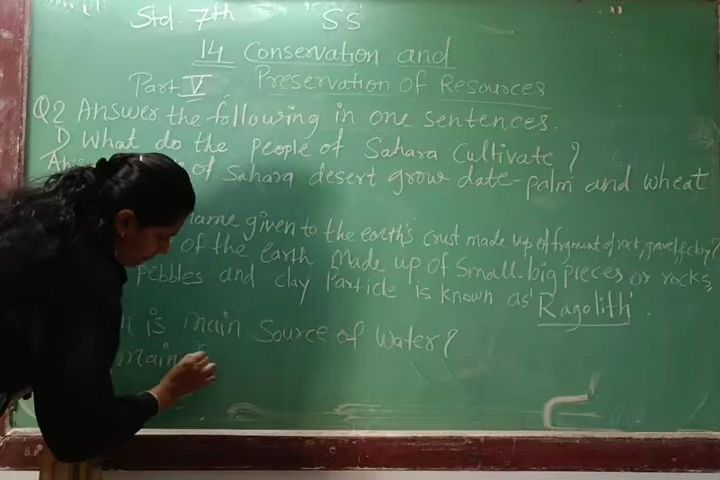 Std. 7th S.S
14 Conservation and
Part V Preservation of Resources
Q2 Answer the following in one sentences.
1) What do the people of Sahara Cultivate?
of Sahara desert grow date-palm and wheat
name given to the earth's crust made up of frgment of rock, gravel, & clay?
of the Earth made up of small-big pieces or rocks,
pebbles and clay Particle is known as 'Ragolith'.
is main Source of Water?
main